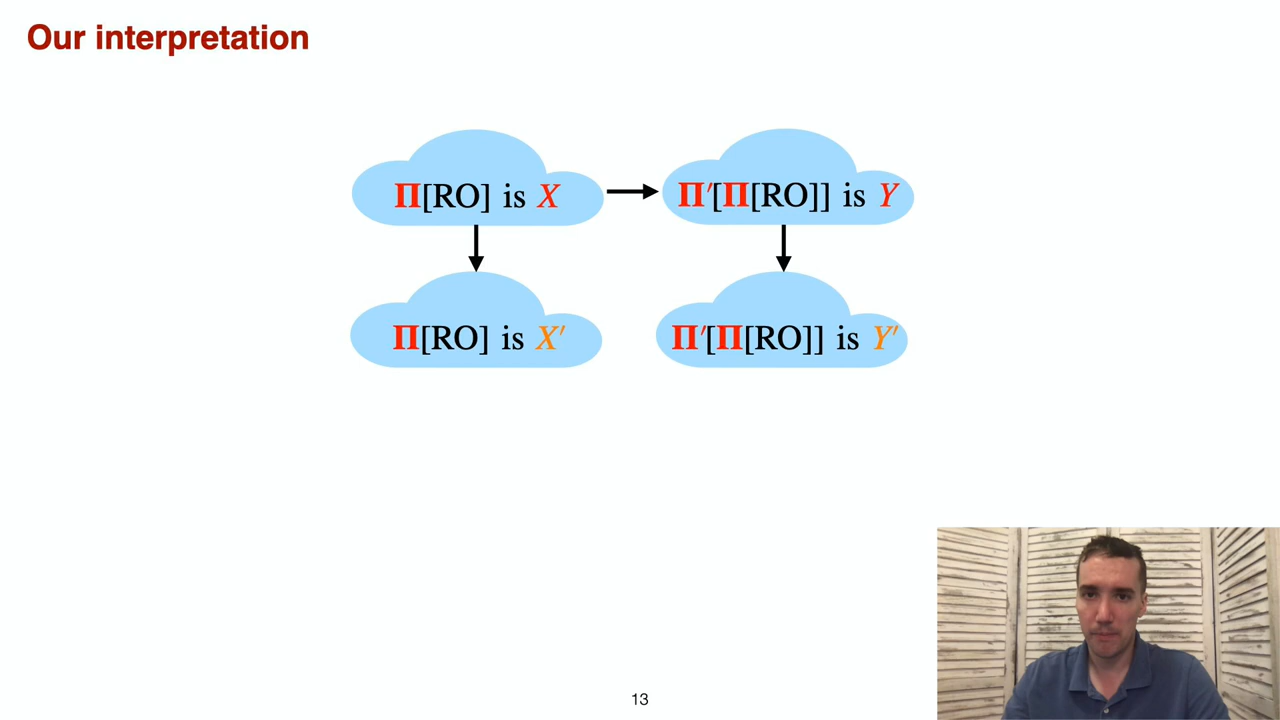 Our interpretation
Π[RO] is X
Π′[Π[RO]] is Y
Π[RO] is X′
Π′[Π[RO]] is Y′
13